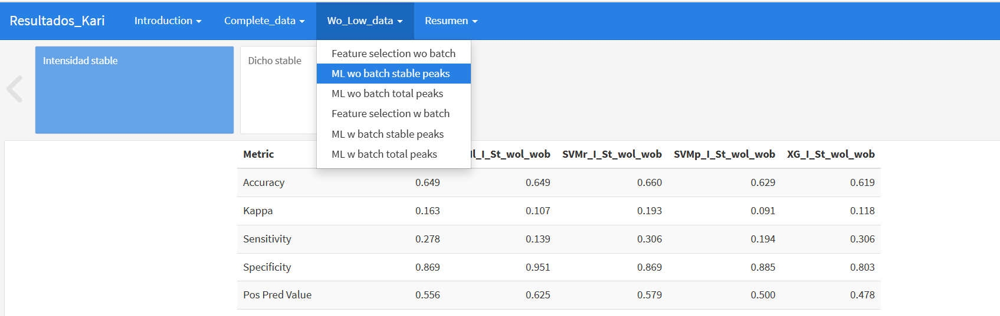 Resultados_Kari Introduction Complete_data Wo_Low_data Resumen
Intensidad stable
Dicho stable
Feature selection wo batch
ML wo batch stable peaks
ML wo batch total peaks
Feature selection w batch
ML w batch stable peaks
ML w batch total peaks
Metric l_I_St_wol_wob SVMr_I_St_wol_wob SVMp_I_St_wol_wob XG_I_St_wol_wob
Accuracy 0.649 0.649 0.660 0.629 0.619
Kappa 0.163 0.107 0.193 0.091 0.118
Sensitivity 0.278 0.139 0.306 0.194 0.306
Specificity 0.869 0.951 0.869 0.885 0.803
Pos Pred Value 0.556 0.625 0.579 0.500 0.478